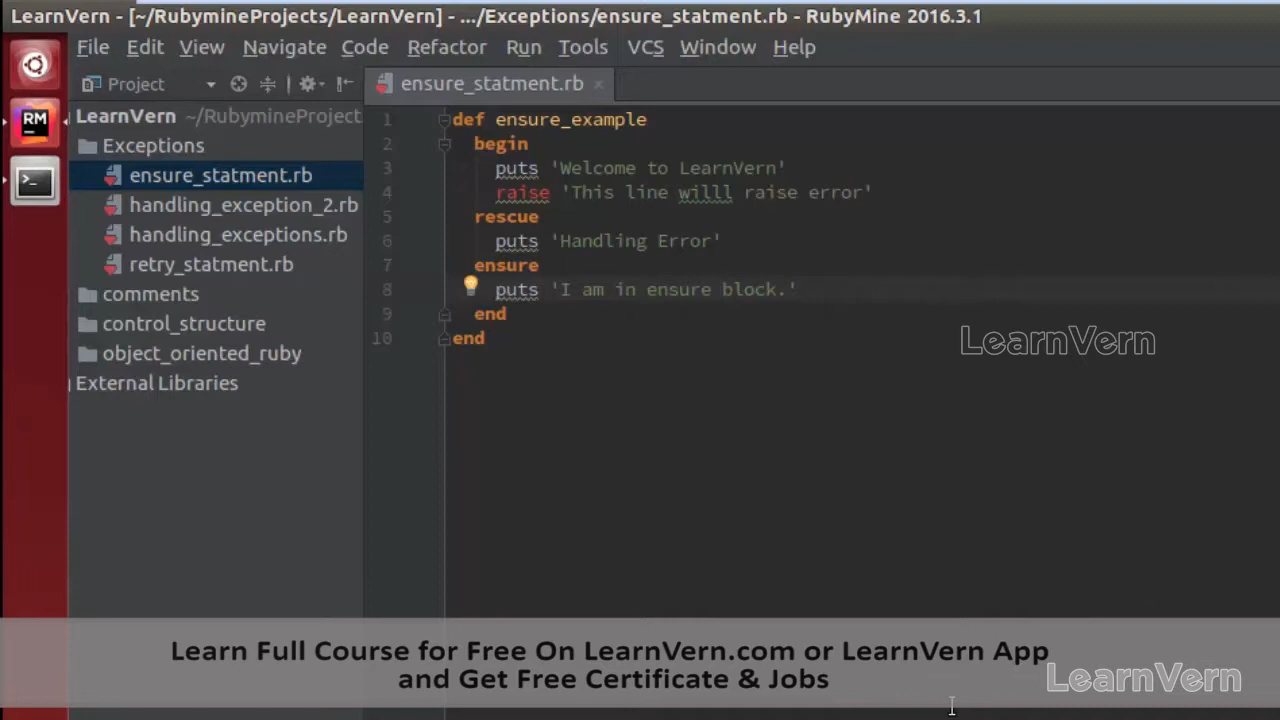 LearnVern - [~/RubymineProjects/LearnVern] - .../Exceptions/ensure_statment.rb - RubyMine 2016.3.1
File Edit View Navigate Code Refactor Run Tools VCS Window Help
Project
ensure_statment.rb
RM
LearnVern ~/RubymineProject
Exceptions
ensure_statment.rb
handling_exception_2.rb
handling_exceptions.rb
retry_statment.rb
comments
control_structure
object_oriented_ruby
External Libraries
1 def ensure_example
2 begin
3 puts 'Welcome to LearnVern'
4 raise 'This line willl raise error'
5 rescue
6 puts 'Handling Error'
7 ensure
8 puts 'I am in ensure block.'
9 end
10 end
LearnVern
Learn Full Course for Free On LearnVern.com or LearnVern App
and Get Free Certificate & Jobs
LearnVern